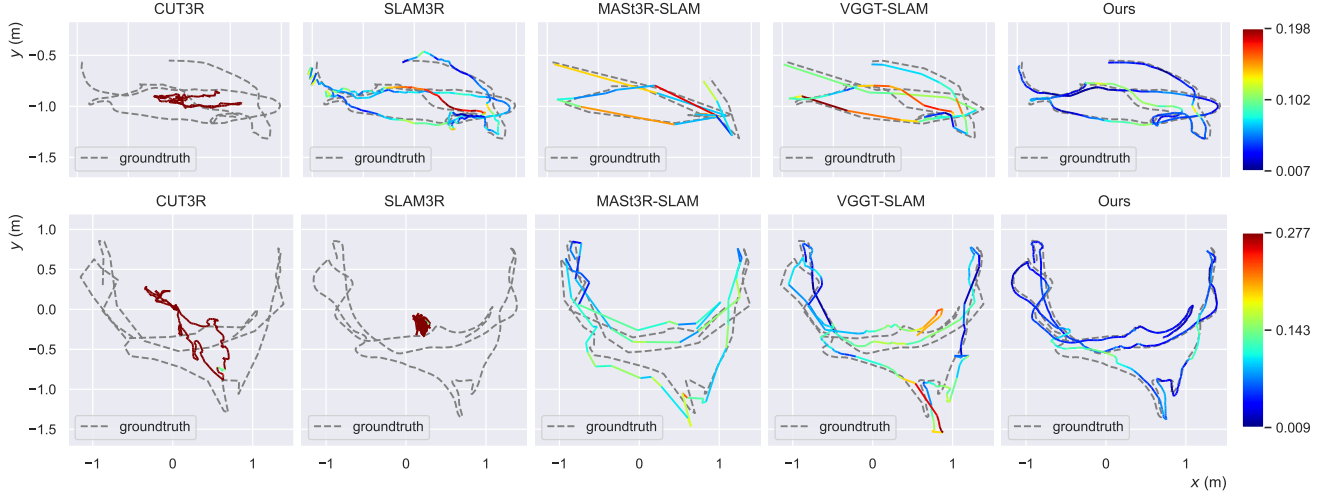 CUT3R SLAM3R MASt3R-SLAM VGGT-SLAM Ours
y (m)
−0.5
−1.0
−1.5
groundtruth groundtruth groundtruth groundtruth groundtruth
0.198
0.102
0.007
CUT3R SLAM3R MASt3R-SLAM VGGT-SLAM Ours
y (m)
1.0
0.5
0.0
−0.5
−1.0
−1.5
groundtruth groundtruth groundtruth groundtruth groundtruth
0.277
0.143
0.009
−1 0 1 −1 0 1 −1 0 1 −1 0 1 −1 0 1
x (m)